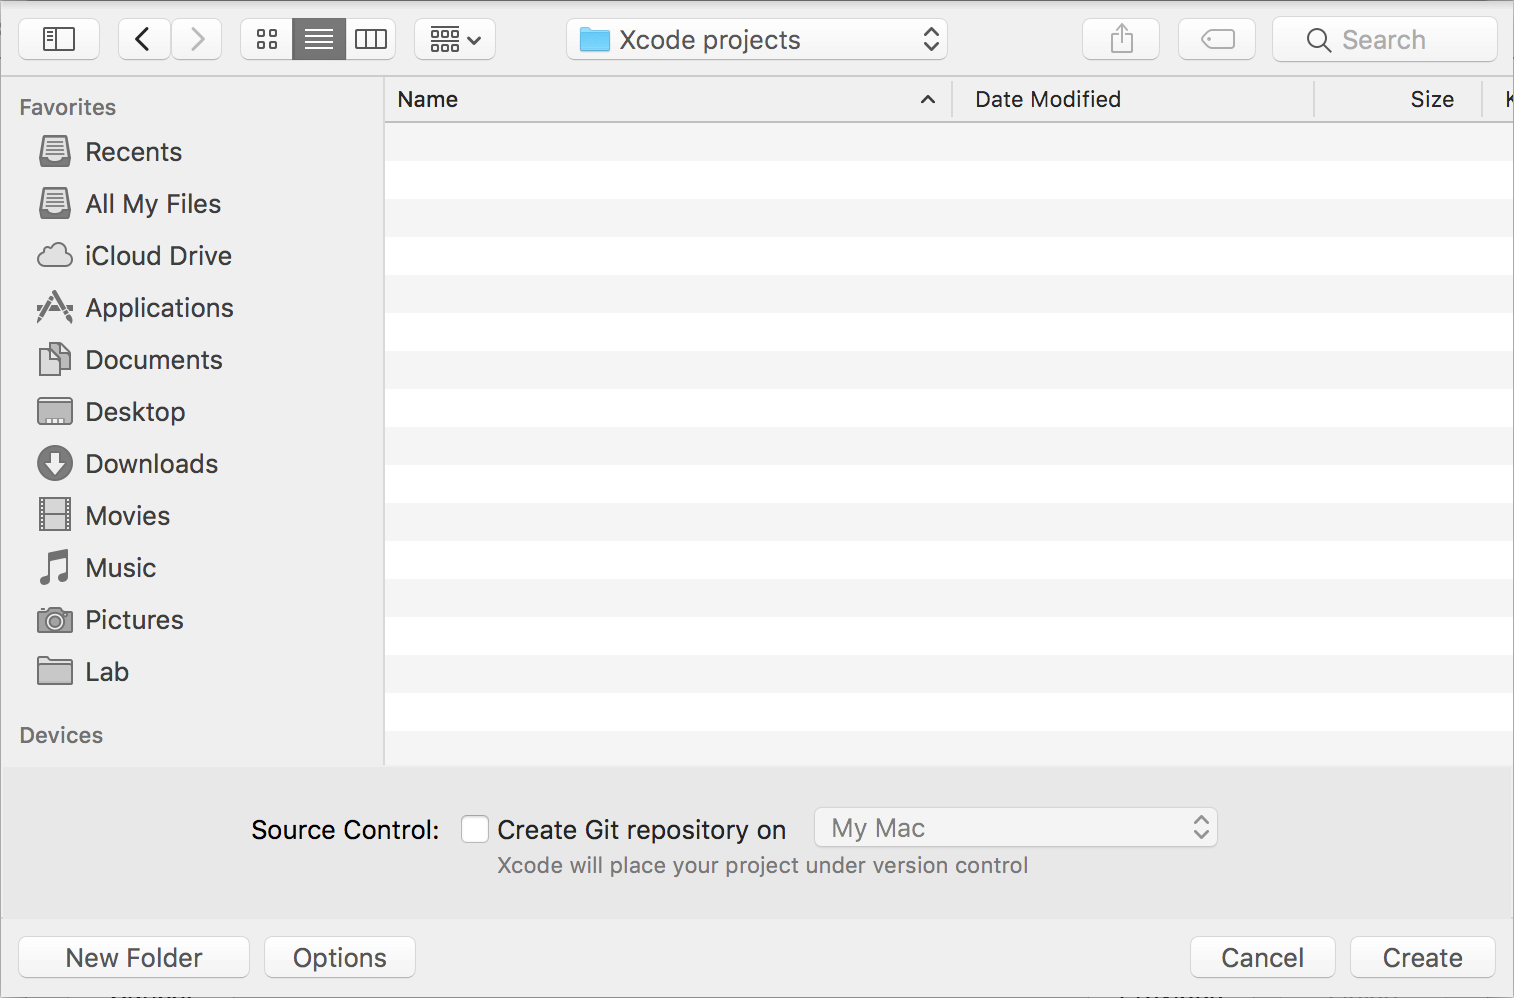 Xcode projects
Search
Favorites
Recents
All My Files
iCloud Drive
Applications
Documents
Desktop
Downloads
Movies
Music
Pictures
Lab
Devices
Name Date Modified Size
Source Control: Create Git repository on My Mac
Xcode will place your project under version control
New Folder Options Cancel Create